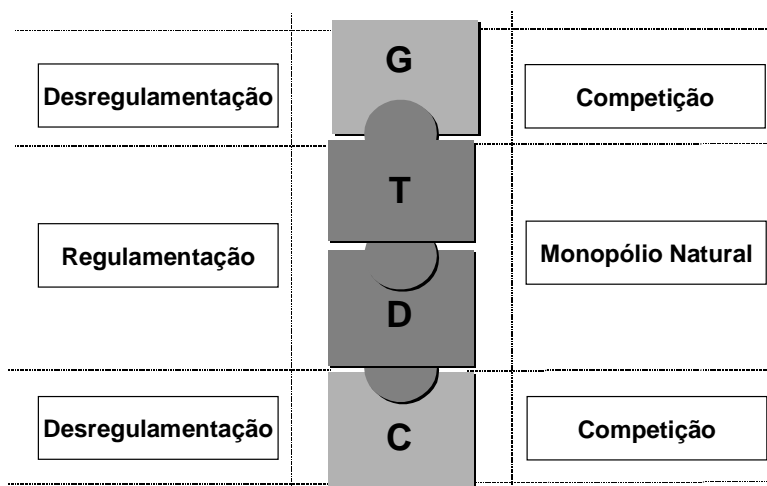 G
Desregulamentação
Competição
T
Regulamentação
Monopólio Natural
D
Desregulamentação
C
Competição